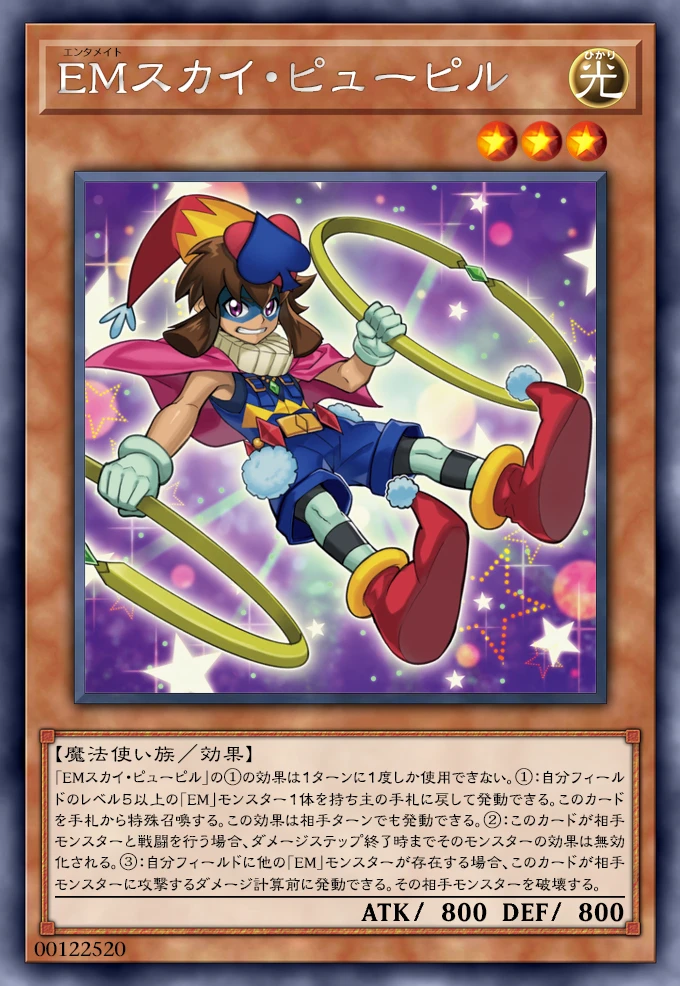 エンタメイト
EMスカイ・ピューピル
ひかり
光
【魔法使い族／効果】
「EMスカイ・ピューピル」の①の効果は1ターンに1度しか使用できない。①：自分フィール
ドのレベル5以上の「EM」モンスター1体を持ち主の手札に戻して発動できる。このカード
を手札から特殊召喚する。この効果は相手ターンでも発動できる。②：このカードが相手
モンスターと戦闘を行う場合、ダメージステップ終了時までそのモンスターの効果は無効
化される。③：自分フィールドに他の「EM」モンスターが存在する場合、このカードが相手
モンスターに攻撃するダメージ計算前に発動できる。その相手モンスターを破壊する。
ATK/ 800 DEF/ 800
00122520